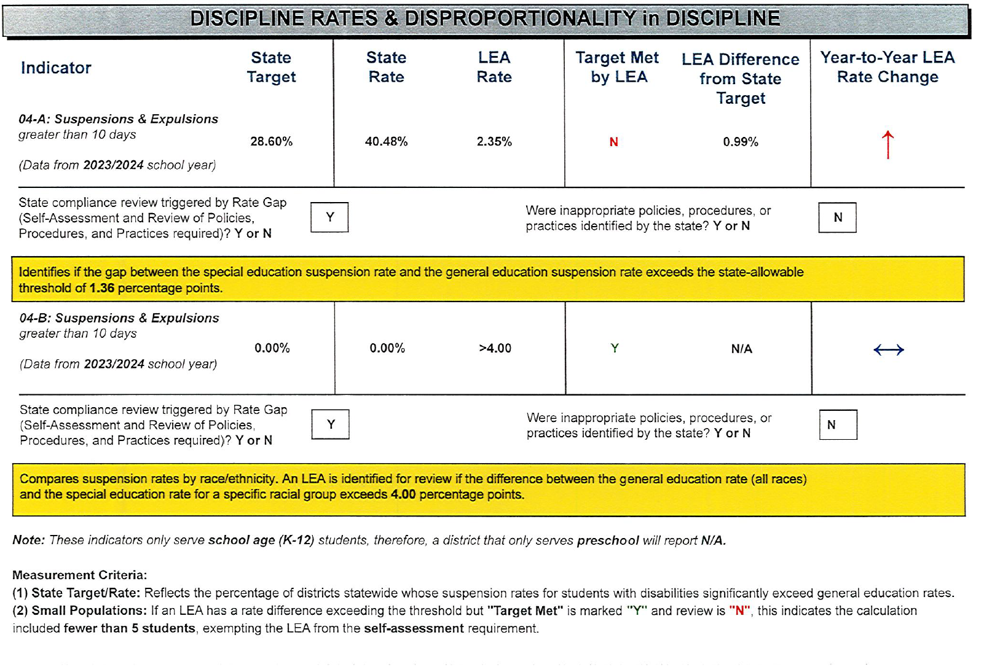 DISCIPLINE RATES & DISPROPORTIONALITY in DISCIPLINE
Indicator
State
Target
State
Rate
LEA
Rate
Target Met
by LEA
LEA Difference
from State
Target
Year-to-Year LEA
Rate Change
04-A: Suspensions & Expulsions
greater than 10 days
(Data from 2023/2024 school year)
28.60%
40.48%
2.35%
N
0.99%
↑
State compliance review triggered by Rate Gap
(Self-Assessment and Review of Policies,
Procedures, and Practices required)? Y or N
Y
Were inappropriate policies, procedures, or
practices identified by the state? Y or N
N
Identifies if the gap between the special education suspension rate and the general education suspension rate exceeds the state-allowable
threshold of 1.36 percentage points.
04-B: Suspensions & Expulsions
greater than 10 days
(Data from 2023/2024 school year)
0.00%
0.00%
>4.00
Y
N/A
↔
State compliance review triggered by Rate Gap
(Self-Assessment and Review of Policies,
Procedures, and Practices required)? Y or N
Y
Were inappropriate policies, procedures, or
practices identified by the state? Y or N
N
Compares suspension rates by race/ethnicity. An LEA is identified for review if the difference between the general education rate (all races)
and the special education rate for a specific racial group exceeds 4.00 percentage points.
Note: These indicators only serve school age (K-12) students, therefore, a district that only serves preschool will report N/A.
Measurement Criteria:
(1) State Target/Rate: Reflects the percentage of districts statewide whose suspension rates for students with disabilities significantly exceed general education rates.
(2) Small Populations: If an LEA has a rate difference exceeding the threshold but "Target Met" is marked "Y" and review is "N", this indicates the calculation
included fewer than 5 students, exempting the LEA from the self-assessment requirement.